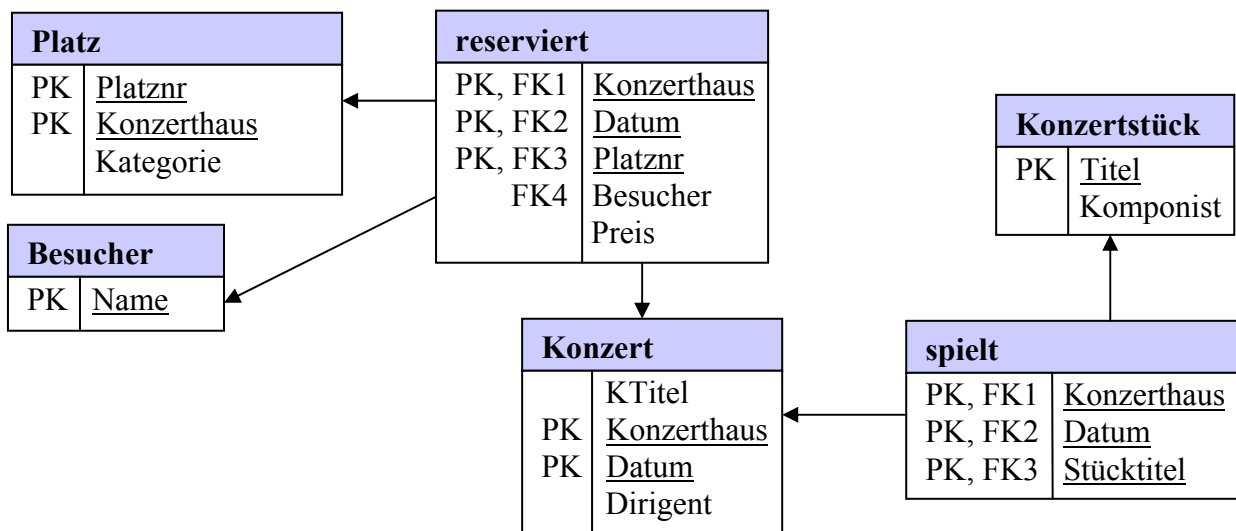 Platz
PK Platznr
PK Konzerthaus
Kategorie
reserviert
PK, FK1 Konzerthaus
PK, FK2 Datum
PK, FK3 Platznr
FK4 Besucher
Preis
Konzertstück
PK Titel
Komponist
Besucher
PK Name
Konzert
KTitel
PK Konzerthaus
PK Datum
Dirigent
spielt
PK, FK1 Konzerthaus
PK, FK2 Datum
PK, FK3 Stücktitel